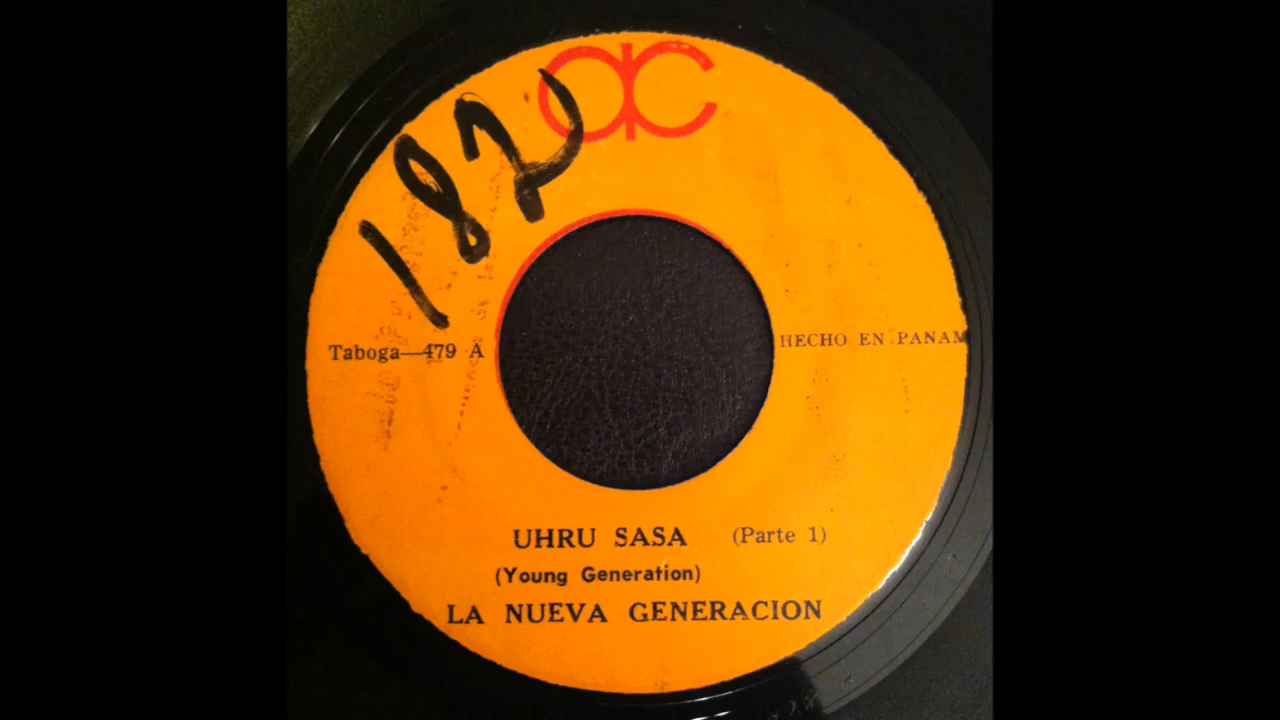 182
Taboga—479 A
HECHO EN PANAM
UHRU SASA (Parte 1)
(Young Generation)
LA NUEVA GENERACION